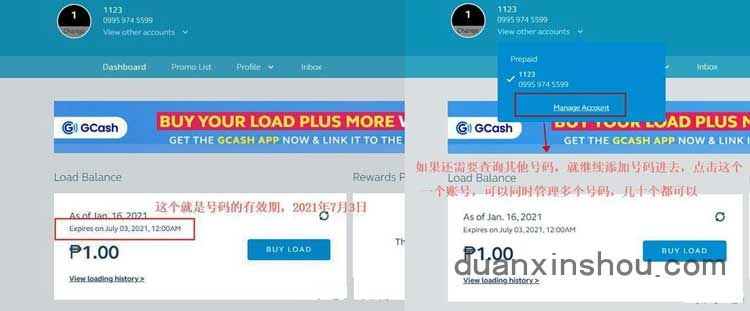 1
Change
1123
0995 974 5599
View other accounts
Dashboard
Promo List
Profile
Inbox
GCash
BUY YOUR LOAD PLUS MORE W
GET THE GCASH APP NOW & LINK IT TO THE
Load Balance
Rewards P
As of Jan. 16, 2021
这个就是号码的有效期，2021年7月3日
Expires on July 03, 2021, 12:00AM
₱1.00
BUY LOAD
Th
View loading history >
1
Change
1123
0995 974 5599
View other accounts
Prepaid
1123
0995 974 5599
Manage Account
Inbox
GCash
BUY YOUR LOAD PLUS MO
GET THE GCASH APP NOW & LINK IT TO
如果还需要查询其他号码，就继续添加号码进去，点击这个
一个账号，可以同时管理多个号码，几十个都可以
Load Balance
As of Jan. 16, 2021
Expires on July 03, 2021, 12:00AM
₱1.00
BUY LOAD
View loading history >
duanxinshou.com